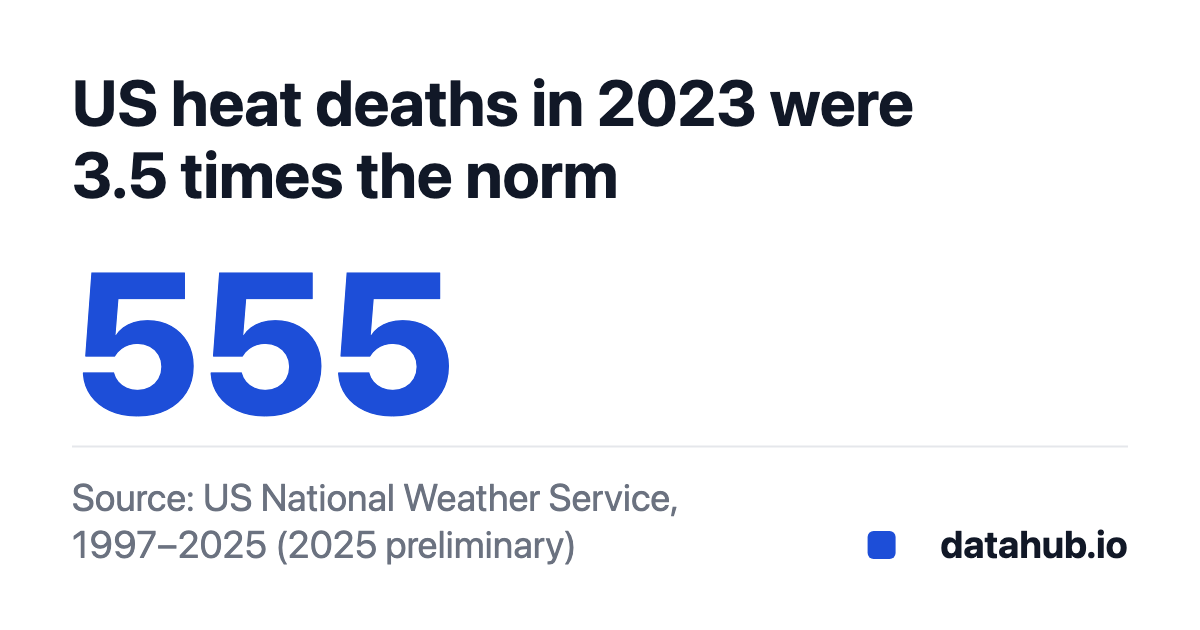 US heat deaths in 2023 were
3.5 times the norm
555
Source: US National Weather Service,
1997–2025 (2025 preliminary)
datahub.io